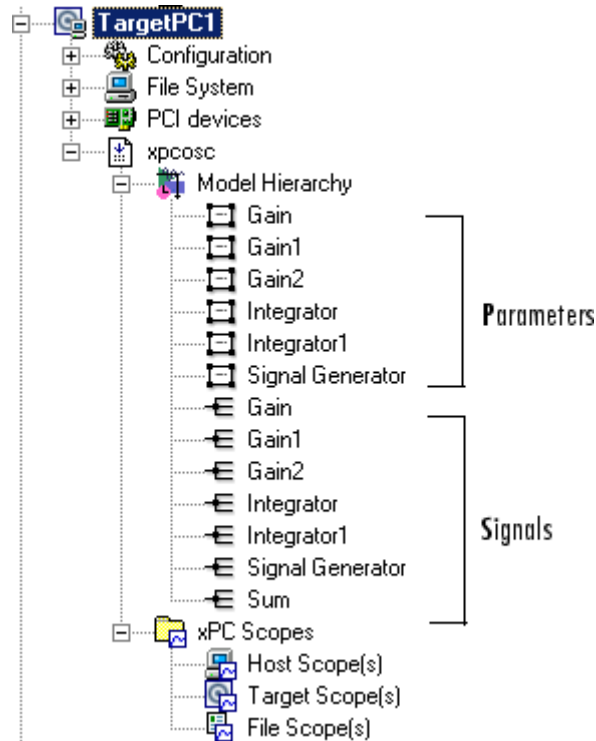 TargetPC1
Configuration
File System
PCI devices
xpcosc
Model Hierarchy
Gain
Gain1
Gain2
Integrator
Integrator1
Signal Generator
Parameters
Gain
Gain1
Gain2
Integrator
Integrator1
Signal Generator
Sum
Signals
xPC Scopes
Host Scope(s)
Target Scope(s)
File Scope(s)